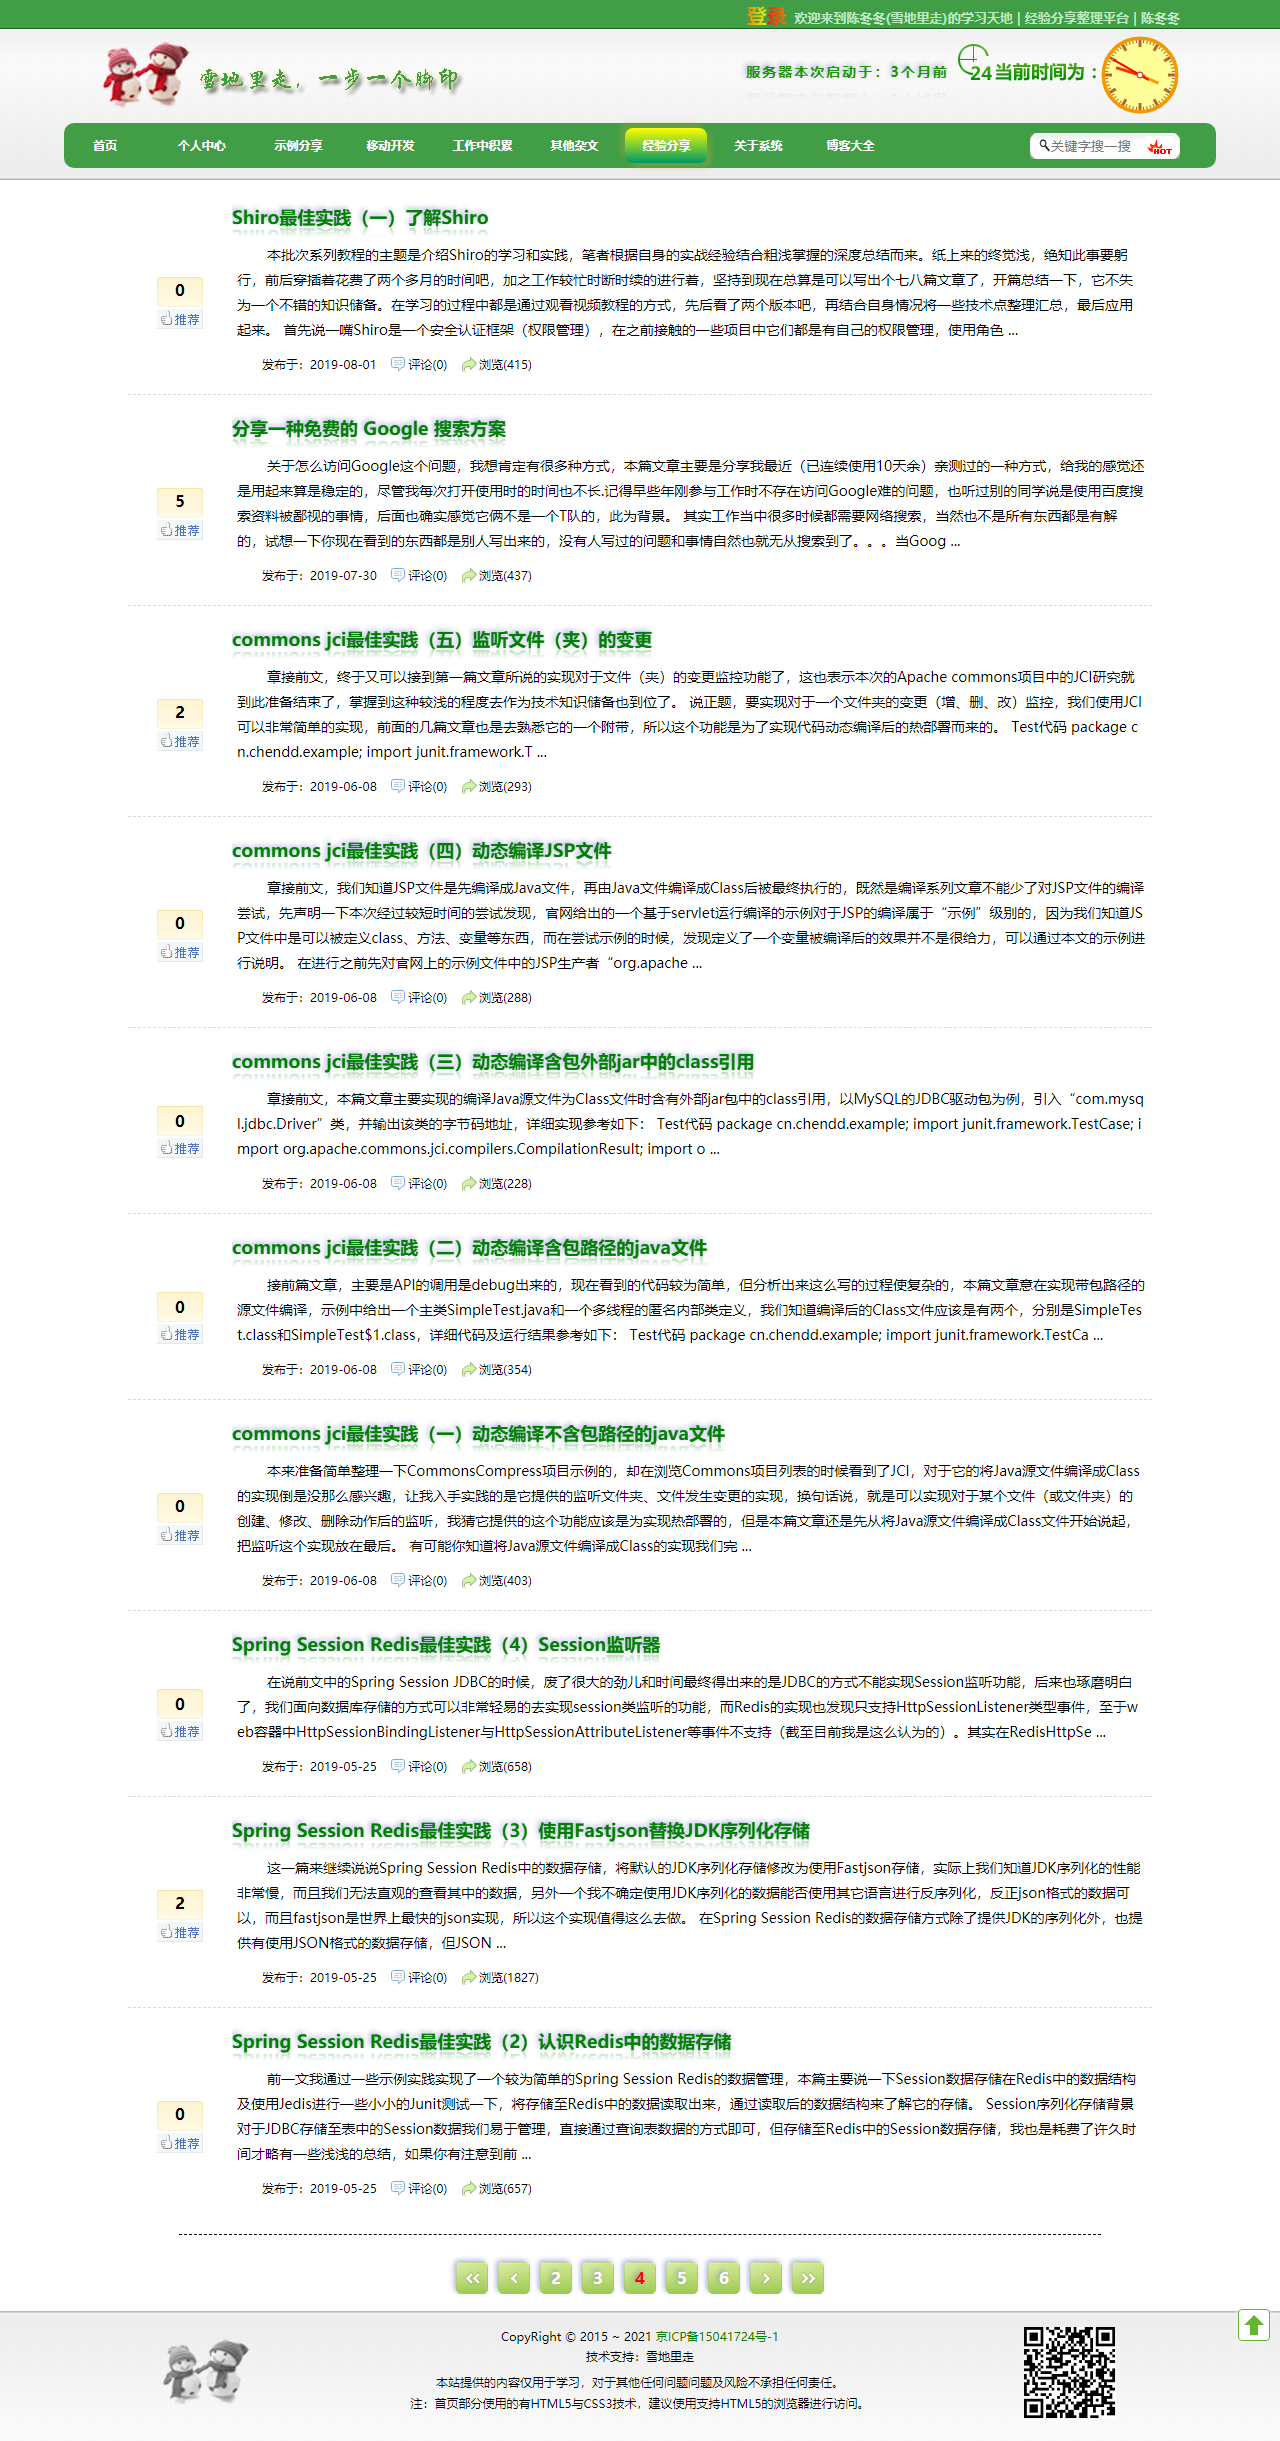 登录 欢迎来到陈冬冬(雪地里走)的学习天地 | 经验分享整理平台 | 陈冬冬
雪地里走，一步一个脚印
服务器本次启动于：3个月前 24 当前时间为：
首页 个人中心 示例分享 移动开发 工作中积累 其他杂文 经验分享 关于系统 博客大全 关键字搜一搜 HOT
Shiro最佳实践（一）了解Shiro
本批次系列教程的主题是介绍Shiro的学习和实践，笔者根据自身的实战经验结合粗浅掌握的深度总结而来。纸上来的终觉浅，绝知此事要躬
行，前后穿插着花费了两个多月的时间吧，加之工作较忙时断时续的进行着，坚持到现在总算是可以写出个七八篇文章了，开篇总结一下，它不失
为一个不错的知识储备。在学习的过程中都是通过观看视频教程的方式，先后看了两个版本吧，再结合自身情况将一些技术点整理汇总，最后应用
起来。 首先说一嘴Shiro是一个安全认证框架（权限管理），在之前接触的一些项目中它们都是有自己的权限管理，使用角色 ...
0
推荐
发布于：2019-08-01 评论(0) 浏览(415)
分享一种免费的 Google 搜索方案
关于怎么访问Google这个问题，我想肯定有很多种方式，本篇文章主要是分享我最近（已连续使用10天余）亲测过的一种方式，给我的感觉还
是用起来算是稳定的，尽管我每次打开使用时的时间也不长.记得早些年刚参与工作时不存在访问Google难的问题，也听过别的同学说是使用百度搜
索资料被鄙视的事情，后面也确实感觉它俩不是一个T队的，此为背景。 其实工作当中很多时候都需要网络搜索，当然也不是所有东西都是有解
的，试想一下你现在看到的东西都是别人写出来的，没有人写过的问题和事情自然也就无从搜索到了。。。当Goog ...
5
推荐
发布于：2019-07-30 评论(0) 浏览(437)
commons jci最佳实践（五）监听文件（夹）的变更
章接前文，终于又可以接到第一篇文章所说的实现对于文件（夹）的变更监控功能了，这也表示本次的Apache commons项目中的JCI研究就
到此准备结束了，掌握到这种较浅的程度去作为技术知识储备也到位了。 说正题，要实现对于一个文件夹的变更（增、删、改）监控，我们使用JCI
可以非常简单的实现，前面的几篇文章也是去熟悉它的一个附带，所以这个功能是为了实现代码动态编译后的热部署而来的。 Test代码 package c
n.chendd.example; import junit.framework.T ...
2
推荐
发布于：2019-06-08 评论(0) 浏览(293)
commons jci最佳实践（四）动态编译JSP文件
章接前文，我们知道JSP文件是先编译成Java文件，再由Java文件编译成Class后被最终执行的，既然是编译系列文章不能少了对JSP文件的编译
尝试，先声明一下本次经过较短时间的尝试发现，官网给出的一个基于servlet运行编译的示例对于JSP的编译属于“示例”级别的，因为我们知道JS
P文件中是可以被定义class、方法、变量等东西，而在尝试示例的时候，发现定义了一个变量被编译后的效果并不是很给力，可以通过本文的示例进
行说明。 在进行之前先对官网上的示例文件中的JSP生产者“org.apache ...
0
推荐
发布于：2019-06-08 评论(0) 浏览(288)
commons jci最佳实践（三）动态编译含包外部jar中的class引用
章接前文，本篇文章主要实现的编译Java源文件为Class文件时含有外部jar包中的class引用，以MySQL的JDBC驱动包为例，引入“com.mysq
l.jdbc.Driver”类，并输出该类的字节码地址，详细实现参考如下： Test代码 package cn.chendd.example; import junit.framework.TestCase; i
mport org.apache.commons.jci.compilers.CompilationResult; import o ...
0
推荐
发布于：2019-06-08 评论(0) 浏览(228)
commons jci最佳实践（二）动态编译含包路径的java文件
接前篇文章，主要是API的调用是debug出来的，现在看到的代码较为简单，但分析出来这么写的过程使复杂的，本篇文章意在实现带包路径的
源文件编译，示例中给出一个主类SimpleTest.java和一个多线程的匿名内部类定义，我们知道编译后的Class文件应该是有两个，分别是SimpleTes
t.class和SimpleTest$1.class，详细代码及运行结果参考如下： Test代码 package cn.chendd.example; import junit.framework.TestCa ...
0
推荐
发布于：2019-06-08 评论(0) 浏览(354)
commons jci最佳实践（一）动态编译不含包路径的java文件
本来准备简单整理一下CommonsCompress项目示例的，却在浏览Commons项目列表的时候看到了JCI，对于它的将Java源文件编译成Class
的实现倒是没那么感兴趣，让我入手实践的是它提供的监听文件夹、文件发生变更的实现，换句话说，就是可以实现对于某个文件（或文件夹）的
创建、修改、删除动作后的监听，我猜它提供的这个功能应该是为实现热部署的，但是本篇文章还是先从将Java源文件编译成Class文件开始说起，
把监听这个实现放在最后。 有可能你知道将Java源文件编译成Class的实现我们完 ...
0
推荐
发布于：2019-06-08 评论(0) 浏览(403)
Spring Session Redis最佳实践（4）Session监听器
在说前文中的Spring Session JDBC的时候，废了很大的劲儿和时间最终得出来的是JDBC的方式不能实现Session监听功能，后来也琢磨明白
了，我们面向数据库存储的方式可以非常轻易的去实现session类监听的功能，而Redis的实现也发现只支持HttpSessionListener类型事件，至于w
eb容器中HttpSessionBindingListener与HttpSessionAttributeListener等事件不支持（截至目前我是这么认为的）。其实在RedisHttpSe ...
0
推荐
发布于：2019-05-25 评论(0) 浏览(658)
Spring Session Redis最佳实践（3）使用Fastjson替换JDK序列化存储
这一篇来继续说说Spring Session Redis中的数据存储，将默认的JDK序列化存储修改为使用Fastjson存储，实际上我们知道JDK序列化的性能
非常慢，而且我们无法直观的查看其中的数据，另外一个我不确定使用JDK序列化的数据能否使用其它语言进行反序列化，反正json格式的数据可
以，而且fastjson是世界上最快的json实现，所以这个实现值得这么去做。 在Spring Session Redis的数据存储方式除了提供JDK的序列化外，也提
供有使用JSON格式的数据存储，但JSON ...
2
推荐
发布于：2019-05-25 评论(0) 浏览(1827)
Spring Session Redis最佳实践（2）认识Redis中的数据存储
前一文我通过一些示例实践实现了一个较为简单的Spring Session Redis的数据管理，本篇主要说一下Session数据存储在Redis中的数据结构
及使用Jedis进行一些小小的Junit测试一下，将存储至Redis中的数据读取出来，通过读取后的数据结构来了解它的存储。 Session序列化存储背景
对于JDBC存储至表中的Session数据我们易于管理，直接通过查询表数据的方式即可，但存储至Redis中的Session数据存储，我也是耗费了许久时
间才略有一些浅浅的总结，如果你有注意到前 ...
0
推荐
发布于：2019-05-25 评论(0) 浏览(657)
<< < 2 3 4 5 6 > >>
CopyRight © 2015 ~ 2021 京ICP备15041724号-1
技术支持：雪地里走
本站提供的内容仅用于学习，对于其他任何问题问题及风险不承担任何责任。
注：首页部分使用的有HTML5与CSS3技术，建议使用支持HTML5的浏览器进行访问。